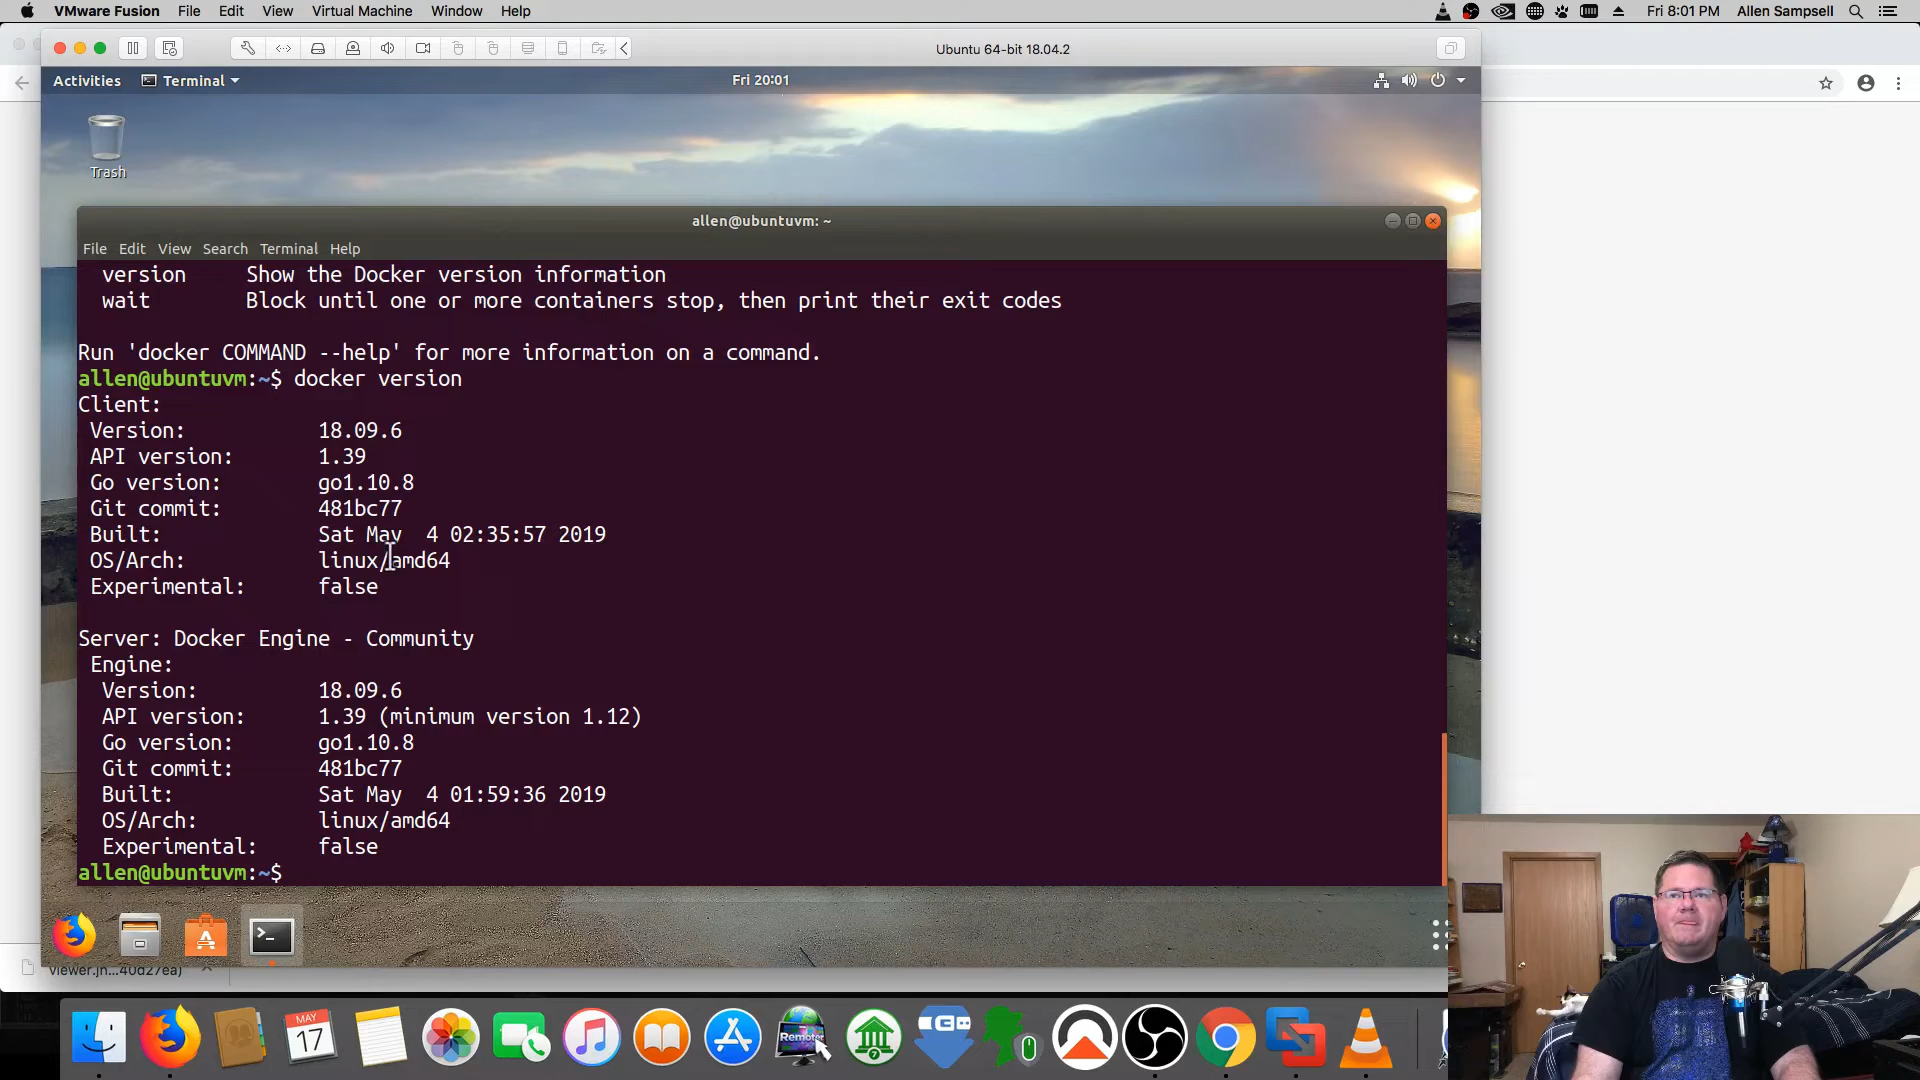 VMware Fusion File Edit View Virtual Machine Window Help Fri 8:01 PM Allen Sampsell
Ubuntu 64-bit 18.04.2
Activities Terminal Fri 20:01
Trash
allen@ubuntuvm: ~
File Edit View Search Terminal Help
version Show the Docker version information
wait Block until one or more containers stop, then print their exit codes
Run 'docker COMMAND --help' for more information on a command.
allen@ubuntuvm:~$ docker version
Client:
Version: 18.09.6
API version: 1.39
Go version: go1.10.8
Git commit: 481bc77
Built: Sat May  4 02:35:57 2019
OS/Arch: linux/amd64
Experimental: false
Server: Docker Engine - Community
Engine:
Version: 18.09.6
API version: 1.39 (minimum version 1.12)
Go version: go1.10.8
Git commit: 481bc77
Built: Sat May  4 01:59:36 2019
OS/Arch: linux/amd64
Experimental: false
allen@ubuntuvm:~$
viewer.jn...40d27ea)
MAY
17
Remoter
7
G